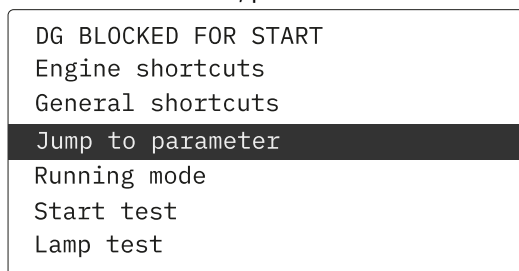 DG BLOCKED FOR START
Engine shortcuts
General shortcuts
Jump to parameter
Running mode
Start test
Lamp test